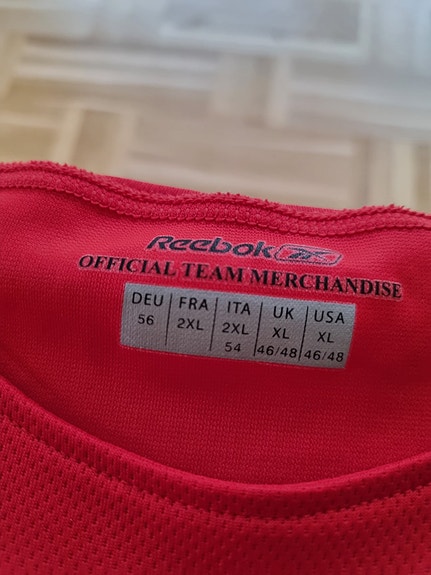 Reebok
OFFICIAL TEAM MERCHANDISE
DEU FRA ITA UK USA
56 2XL 2XL XL XL
54 46/48 46/48